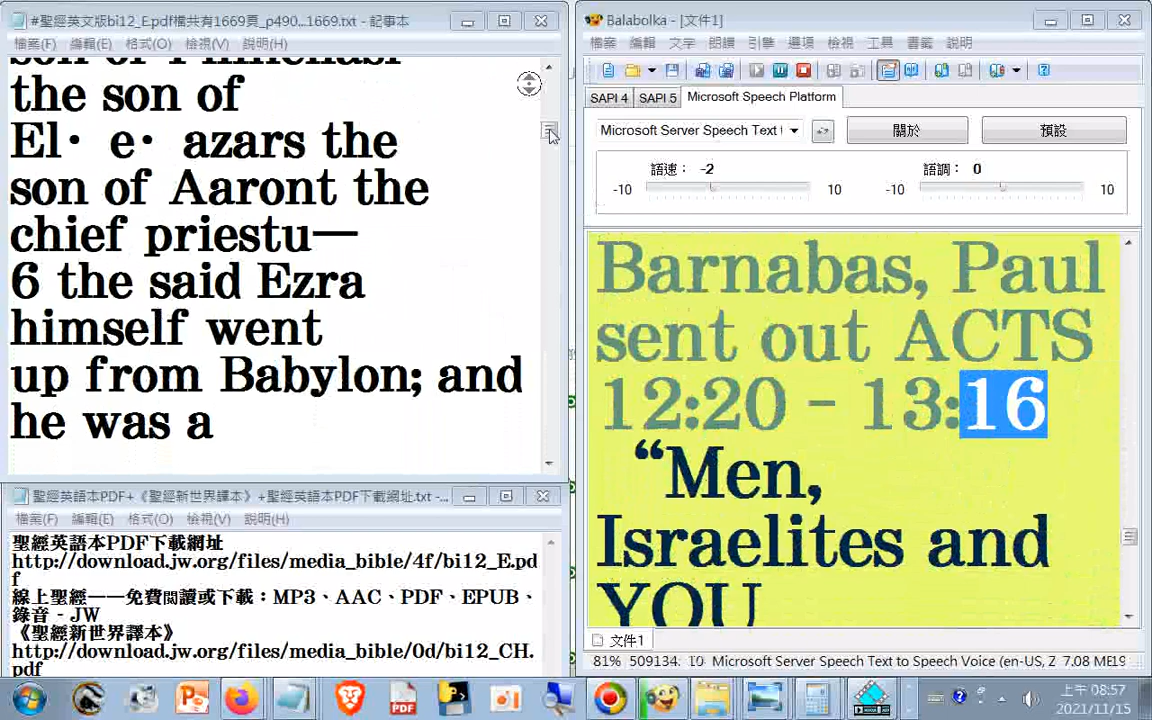 #聖經英文版bi12_E.pdf檔共有1669頁_p490...1669.txt - 記事本
檔案(F) 編輯(E) 格式(O) 檢視(V) 說明(H)
the son of
El· e· azars the
son of Aaront the
chief priestu—
6 the said Ezra
himself went
up from Babylon; and
he was a
聖經英語本PDF+《聖經新世界譯本》+聖經英語本PDF下載網址.txt - ...
檔案(F) 編輯(E) 格式(O) 檢視(V) 說明(H)
聖經英語本PDF下載網址
http://download.jw.org/files/media_bible/4f/bi12_E.pd
f
線上聖經——免費閱讀或下載：MP3、AAC、PDF、EPUB、
錄音 - JW
《聖經新世界譯本》
http://download.jw.org/files/media_bible/0d/bi12_CH.
pdf
Balabolka - [文件1]
檔案 編輯 文字 朗讀 引擎 選項 檢視 工具 書籤 說明
SAPI 4 SAPI 5 Microsoft Speech Platform
Microsoft Server Speech Text 關於 預設
語速： -2 語調： 0
-10 10 -10 10
Barnabas, Paul
sent out ACTS
12:20 - 13:16
“Men,
Israelites and
YOU
文件1
81% 509134. Microsoft Server Speech Text to Speech Voice (en-US, Z 7.08 ME19
上午 08:57
2021/11/15